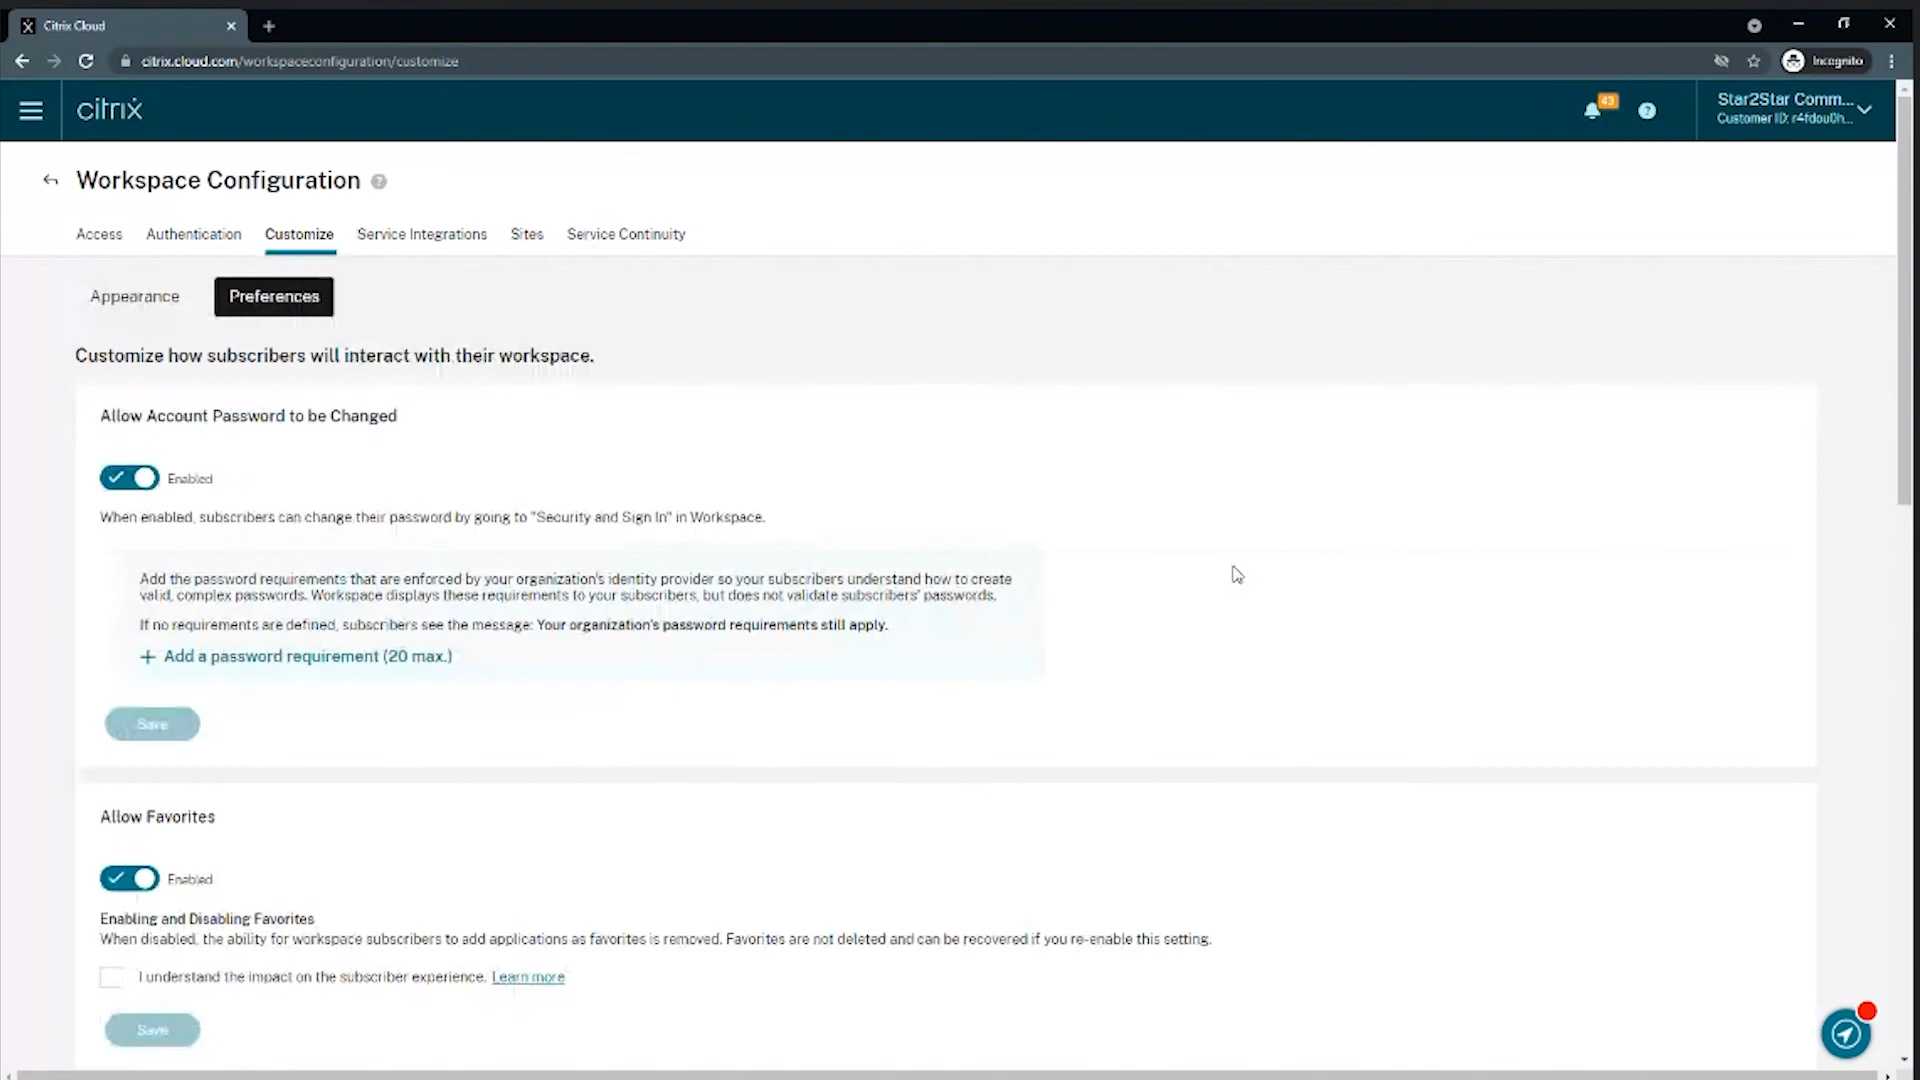 Citrix Cloud
citrix.cloud.com/workspaceconfiguration/customize
Incognito
citrix
43
Star2Star Comm...
Customer ID: r4fdou0h...
Workspace Configuration
Access Authentication Customize Service Integrations Sites Service Continuity
Appearance Preferences
Customize how subscribers will interact with their workspace.
Allow Account Password to be Changed
Enabled
When enabled, subscribers can change their password by going to "Security and Sign In" in Workspace.
Add the password requirements that are enforced by your organization's identity provider so your subscribers understand how to create
valid, complex passwords. Workspace displays these requirements to your subscribers, but does not validate subscribers' passwords.
If no requirements are defined, subscribers see the message: Your organization's password requirements still apply.
+ Add a password requirement (20 max.)
Save
Allow Favorites
Enabled
Enabling and Disabling Favorites
When disabled, the ability for workspace subscribers to add applications as favorites is removed. Favorites are not deleted and can be recovered if you re-enable this setting.
I understand the impact on the subscriber experience. Learn more
Save